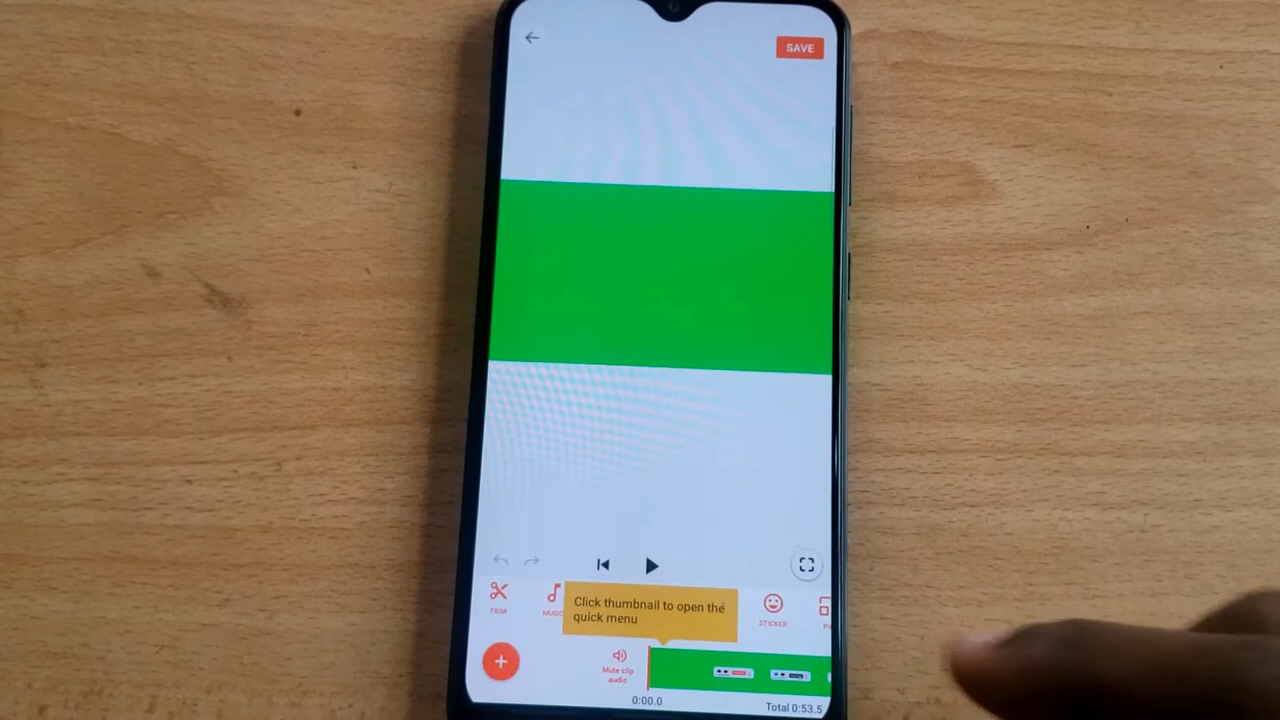 SAVE
TRIM
MUSIC
Click thumbnail to open the
quick menu
STICKER
Mute clip
audio
0:00.0
Total 0:53.5